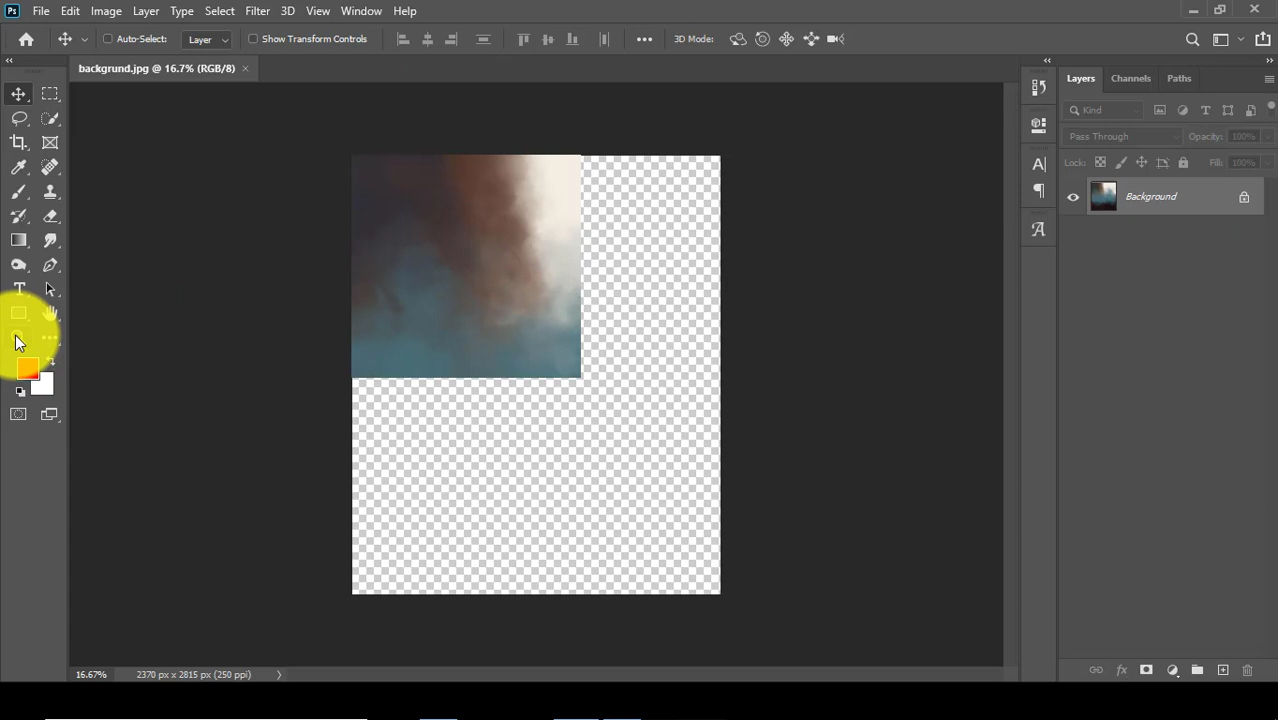 Ps File Edit Image Layer Type Select Filter 3D View Window Help
Auto-Select: Layer Show Transform Controls 3D Mode:
backgrund.jpg @ 16.7% (RGB/8) ×
Layers Channels Paths
Kind
Pass Through Opacity: 100%
Lock: Fill: 100%
Background
16.67% 2370 px x 2815 px (250 ppi)